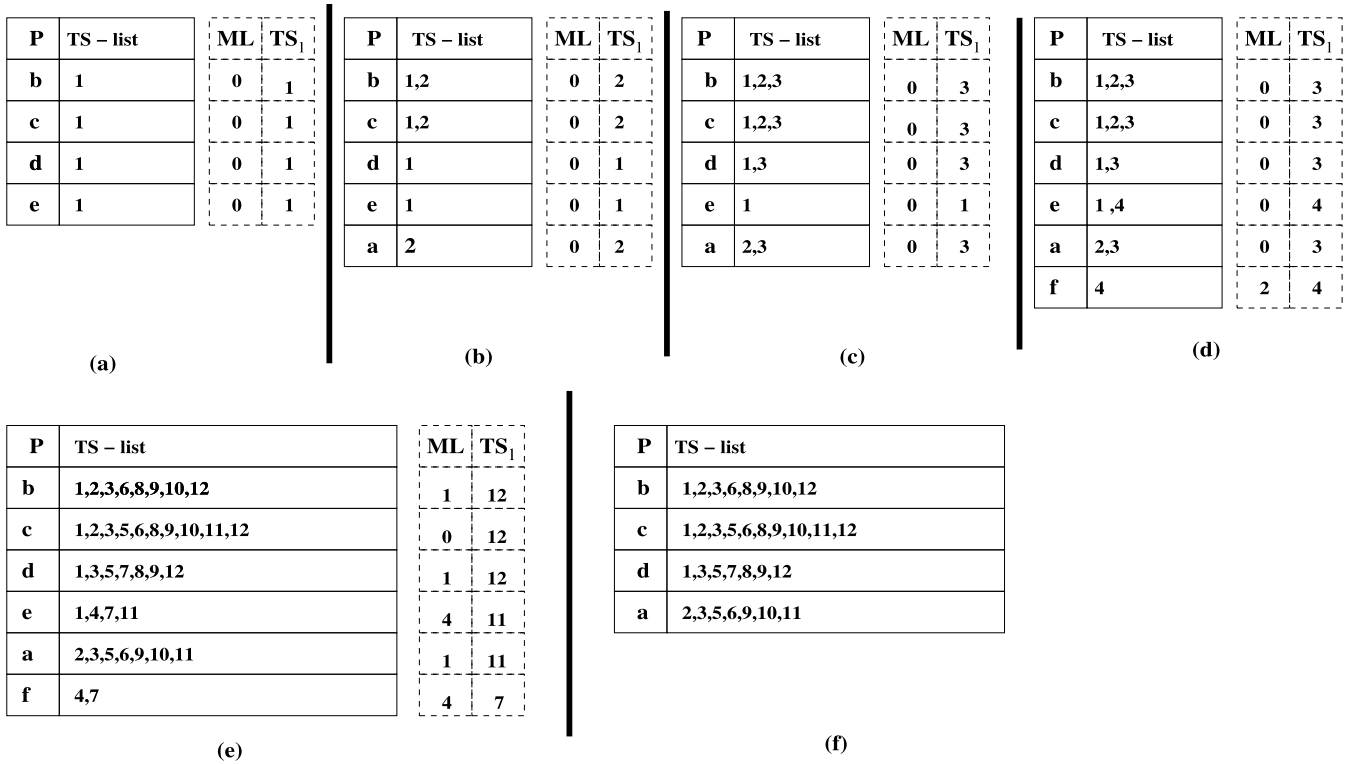 P TS – list ML TS1
b 1 0 1
c 1 0 1
d 1 0 1
e 1 0 1
(a)
P TS – list ML TS1
b 1,2 0 2
c 1,2 0 2
d 1 0 1
e 1 0 1
a 2 0 2
(b)
P TS – list ML TS1
b 1,2,3 0 3
c 1,2,3 0 3
d 1,3 0 3
e 1 0 1
a 2,3 0 3
(c)
P TS – list ML TS1
b 1,2,3 0 3
c 1,2,3 0 3
d 1,3 0 3
e 1 ,4 0 4
a 2,3 0 3
f 4 2 4
(d)
P TS – list ML TS1
b 1,2,3,6,8,9,10,12 1 12
c 1,2,3,5,6,8,9,10,11,12 0 12
d 1,3,5,7,8,9,12 1 12
e 1,4,7,11 4 11
a 2,3,5,6,9,10,11 1 11
f 4,7 4 7
(e)
P TS – list
b 1,2,3,6,8,9,10,12
c 1,2,3,5,6,8,9,10,11,12
d 1,3,5,7,8,9,12
a 2,3,5,6,9,10,11
(f)